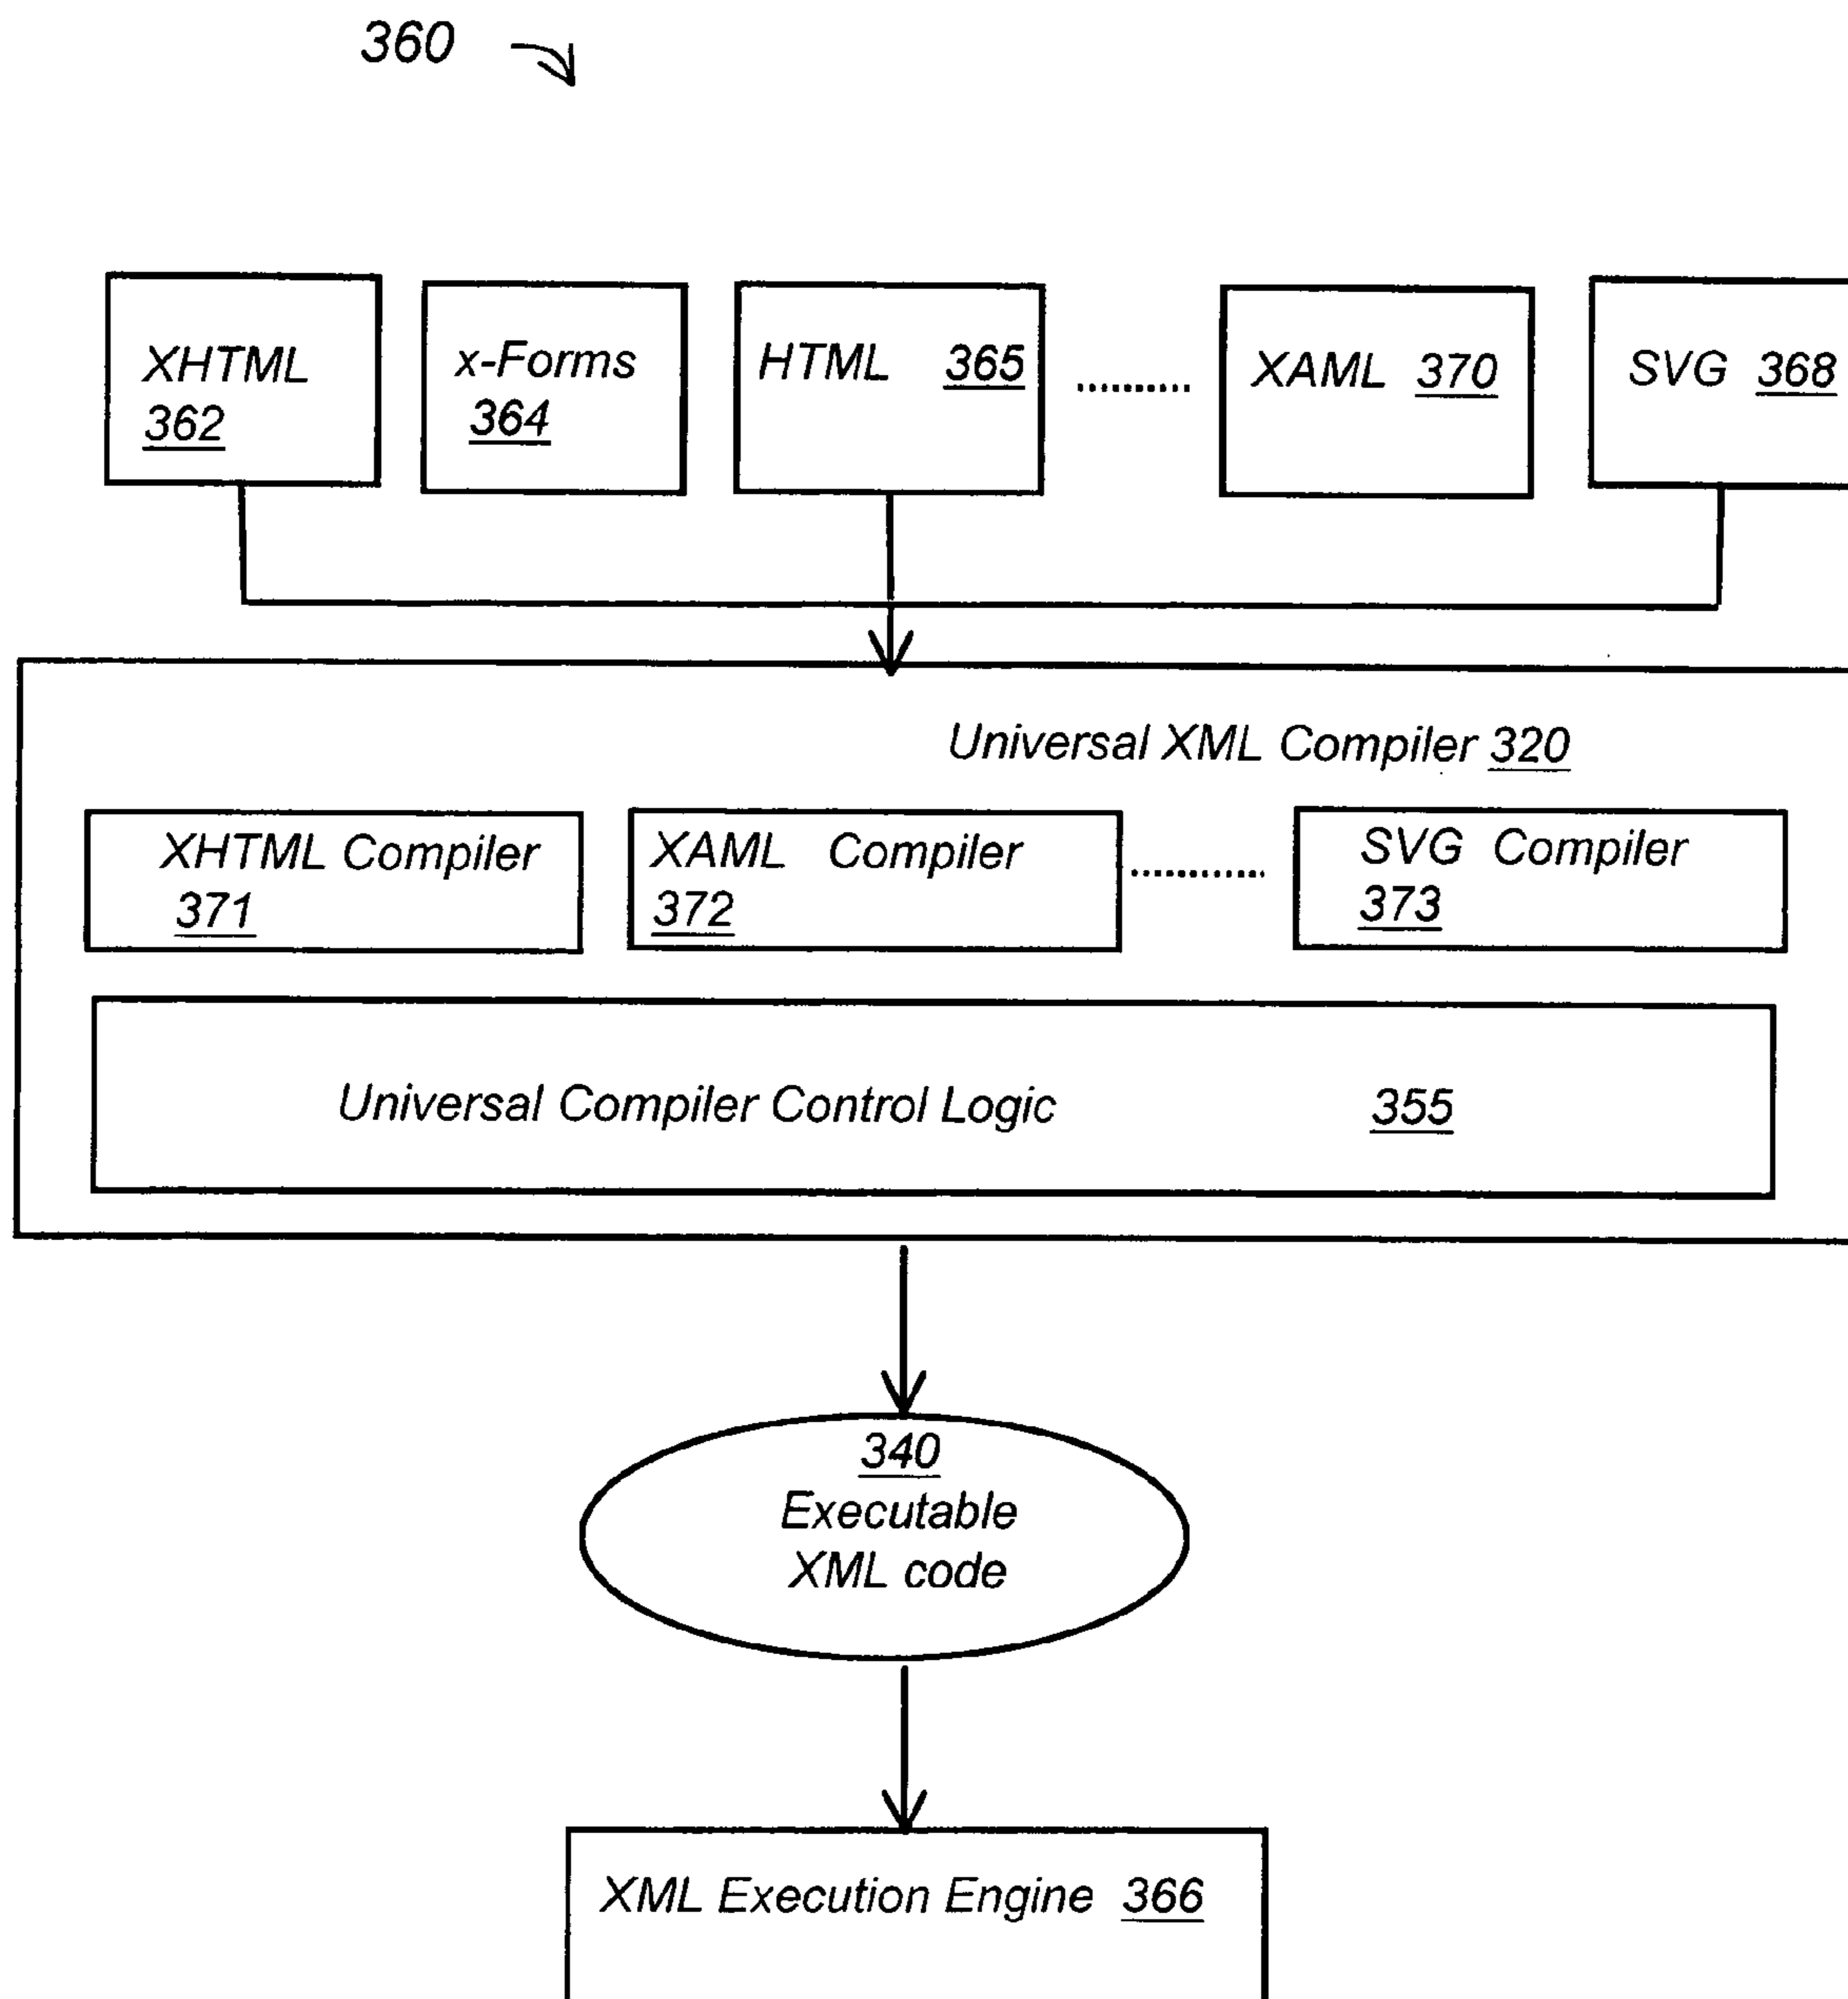 360
XHTML
362
x-Forms
364
HTML 365
XAML 370
SVG 368
Universal XML Compiler 320
XHTML Compiler
371
XAML Compiler
372
SVG Compiler
373
Universal Compiler Control Logic 355
340
Executable
XML code
XML Execution Engine 366